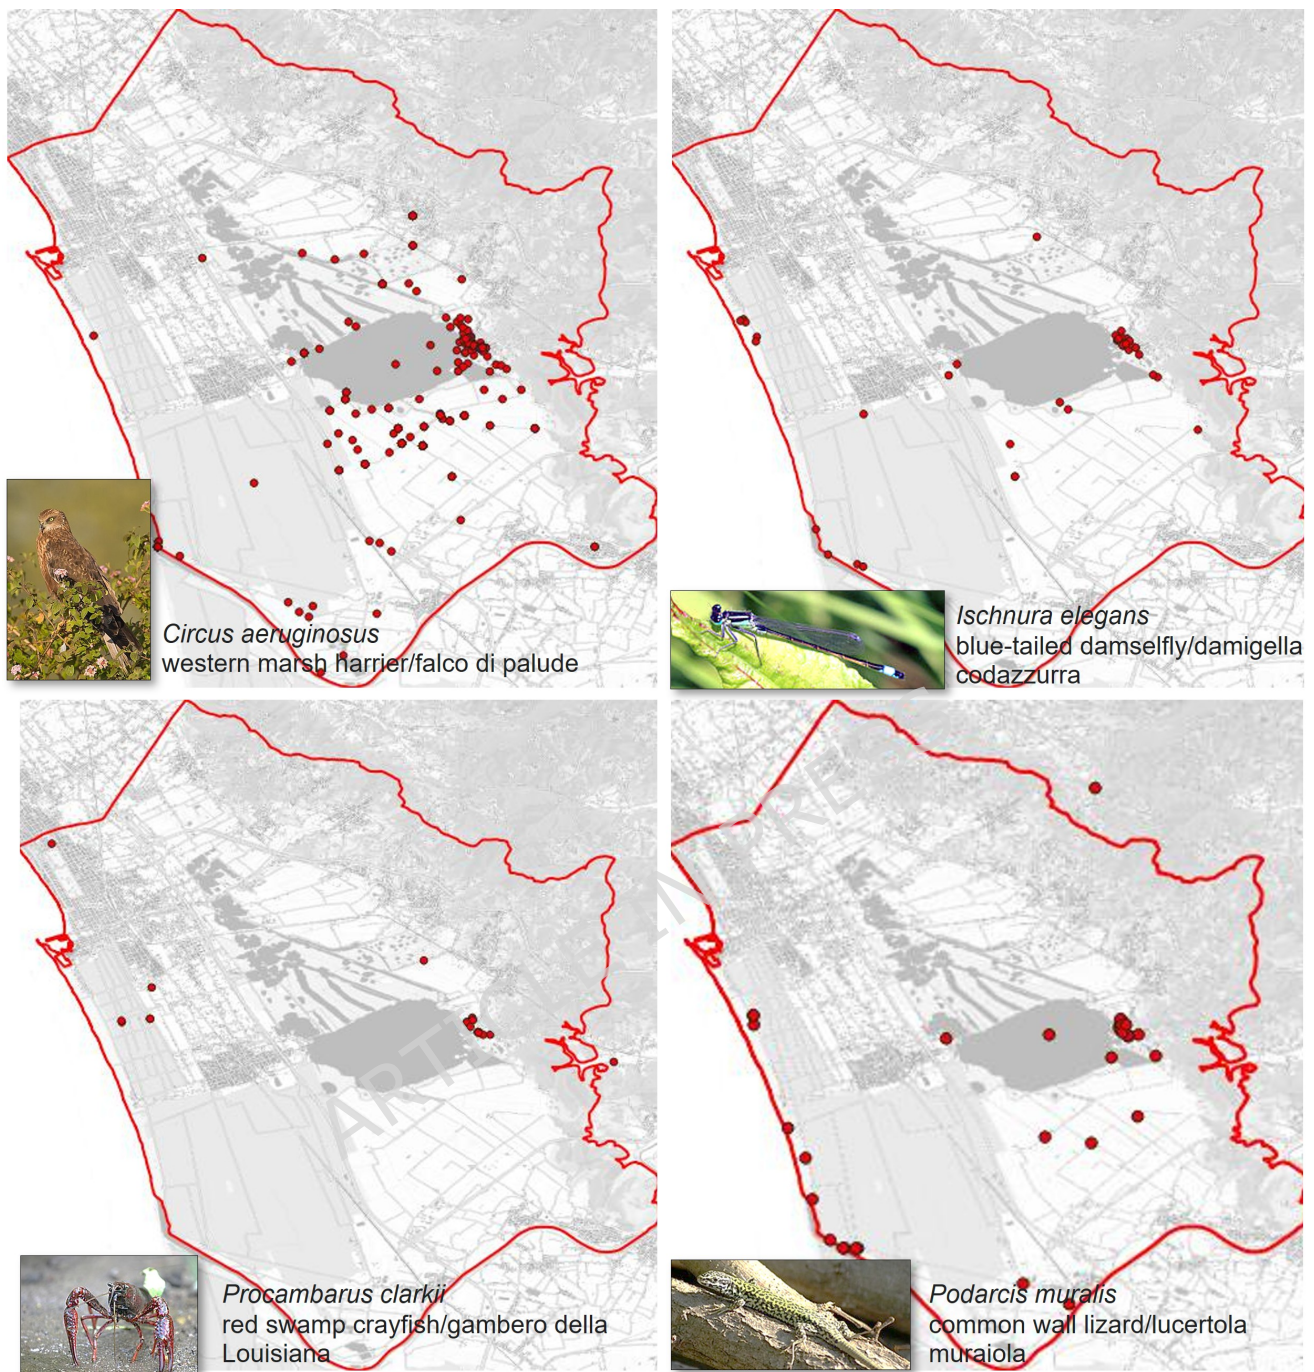 Circus aeruginosus
western marsh harrier/falco di palude
Ischnura elegans
blue-tailed damselfly/damigella
codazzurra
Procambarus clarkii
red swamp crayfish/gambero della
Louisiana
Podarcis muralis
common wall lizard/lucertola
muraiola